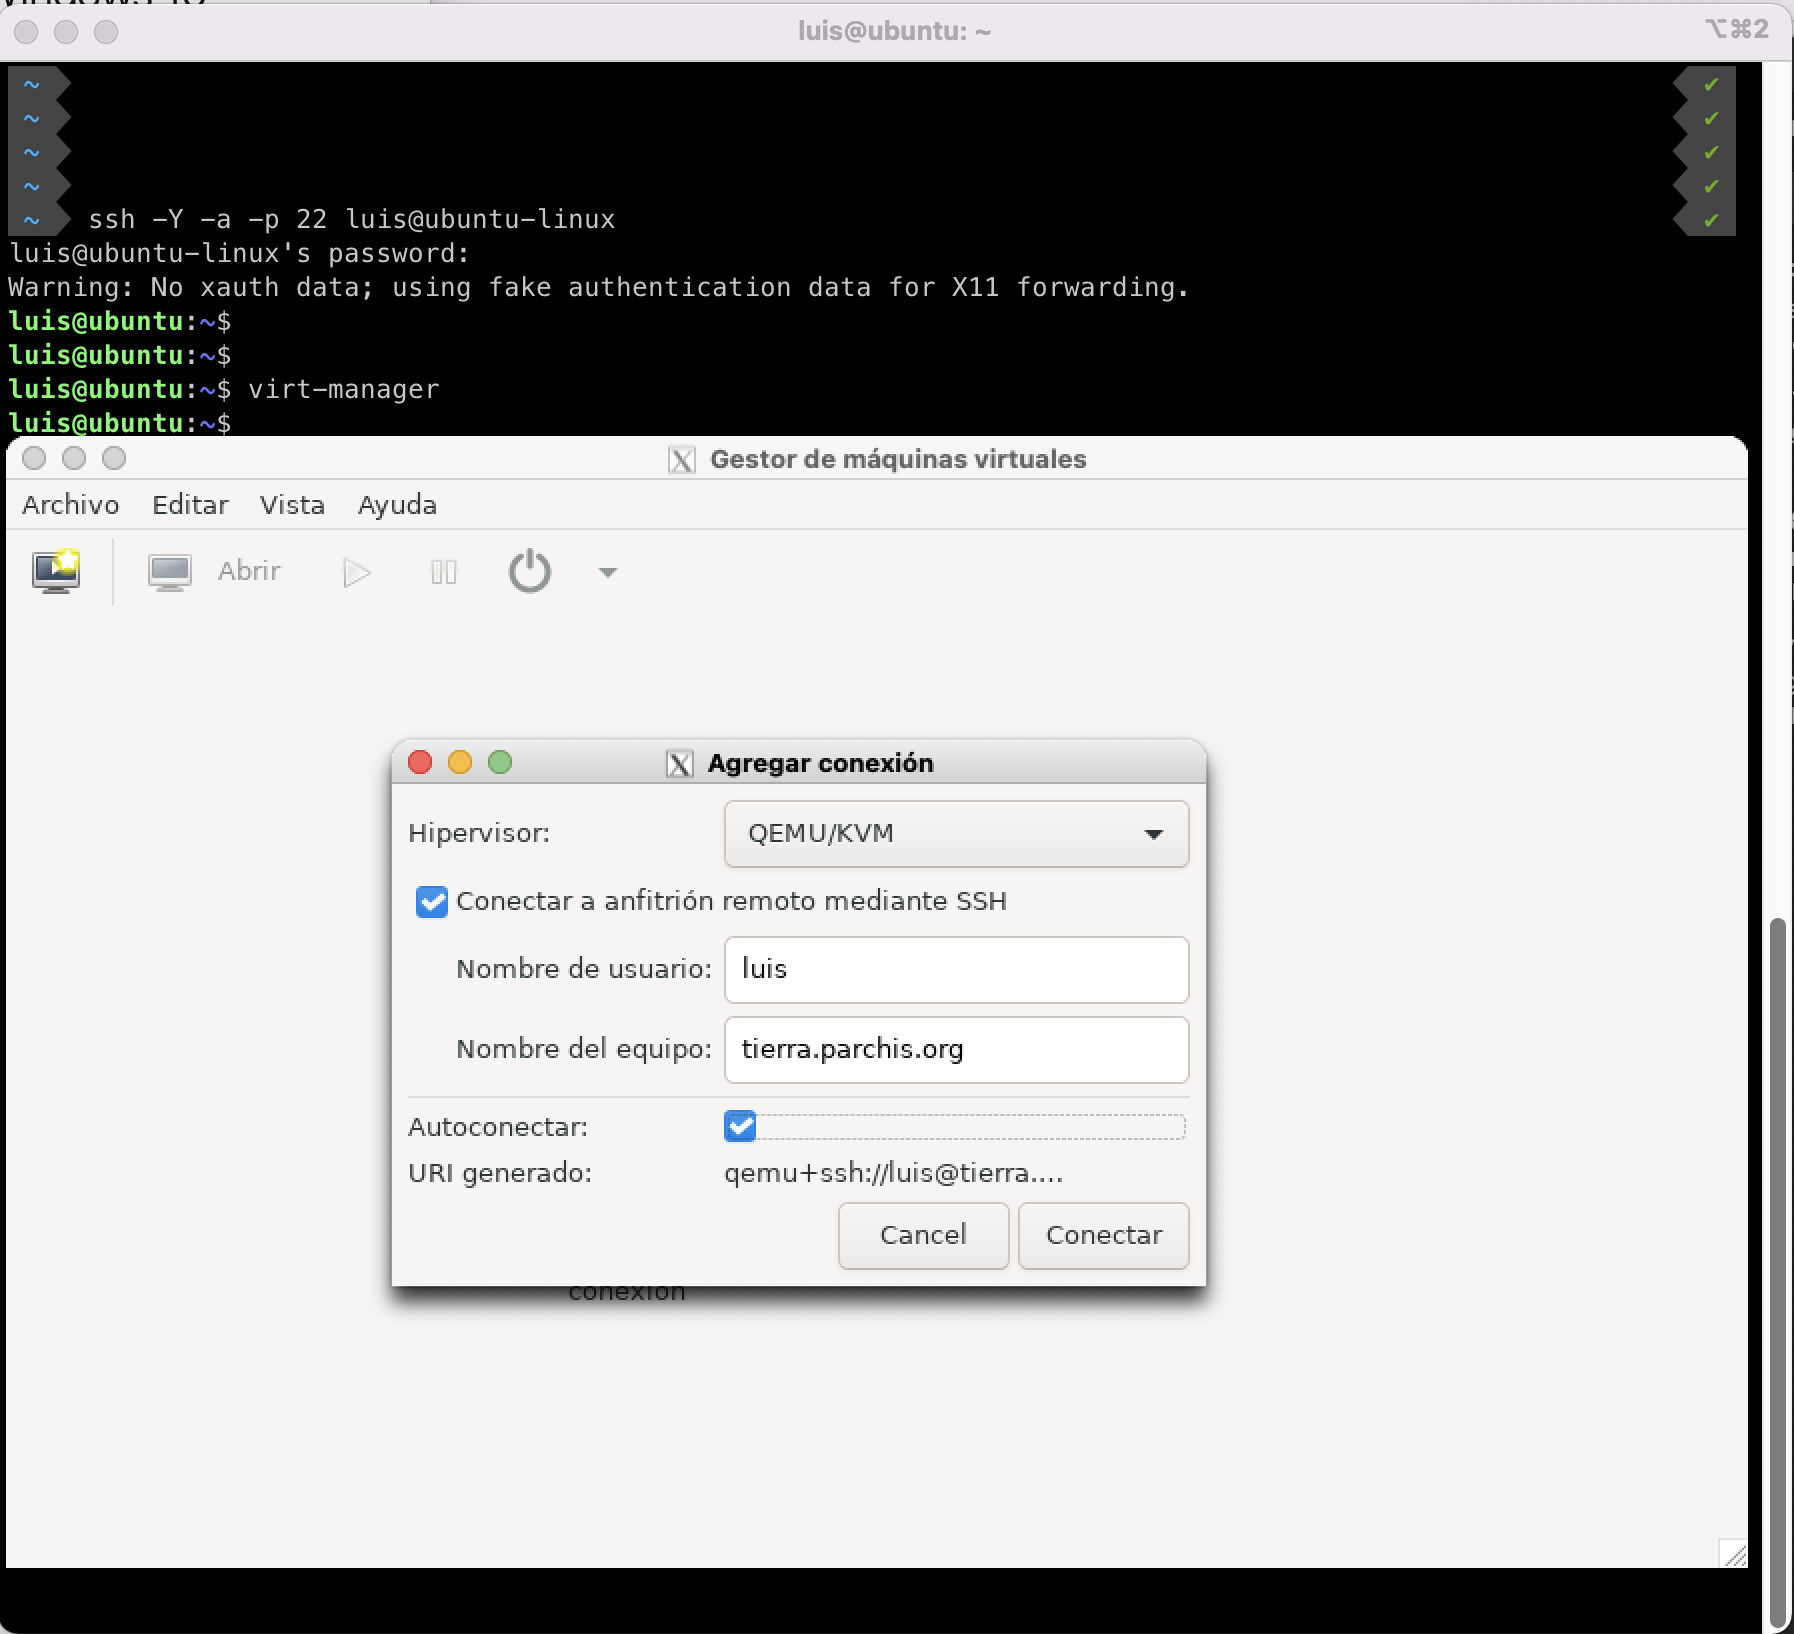 luis@ubuntu: ~
⌥⌘2
~ ✔
~ ✔
~ ✔
~ ✔
~ ssh -Y -a -p 22 luis@ubuntu-linux ✔
luis@ubuntu-linux's password:
Warning: No xauth data; using fake authentication data for X11 forwarding.
luis@ubuntu:~$
luis@ubuntu:~$
luis@ubuntu:~$ virt-manager
luis@ubuntu:~$
Gestor de máquinas virtuales
Archivo Editar Vista Ayuda
Abrir
Agregar conexión
Hipervisor: QEMU/KVM
Conectar a anfitrión remoto mediante SSH
Nombre de usuario: luis
Nombre del equipo: tierra.parchis.org
Autoconectar:
URI generado: qemu+ssh://luis@tierra....
Cancel Conectar
conexión